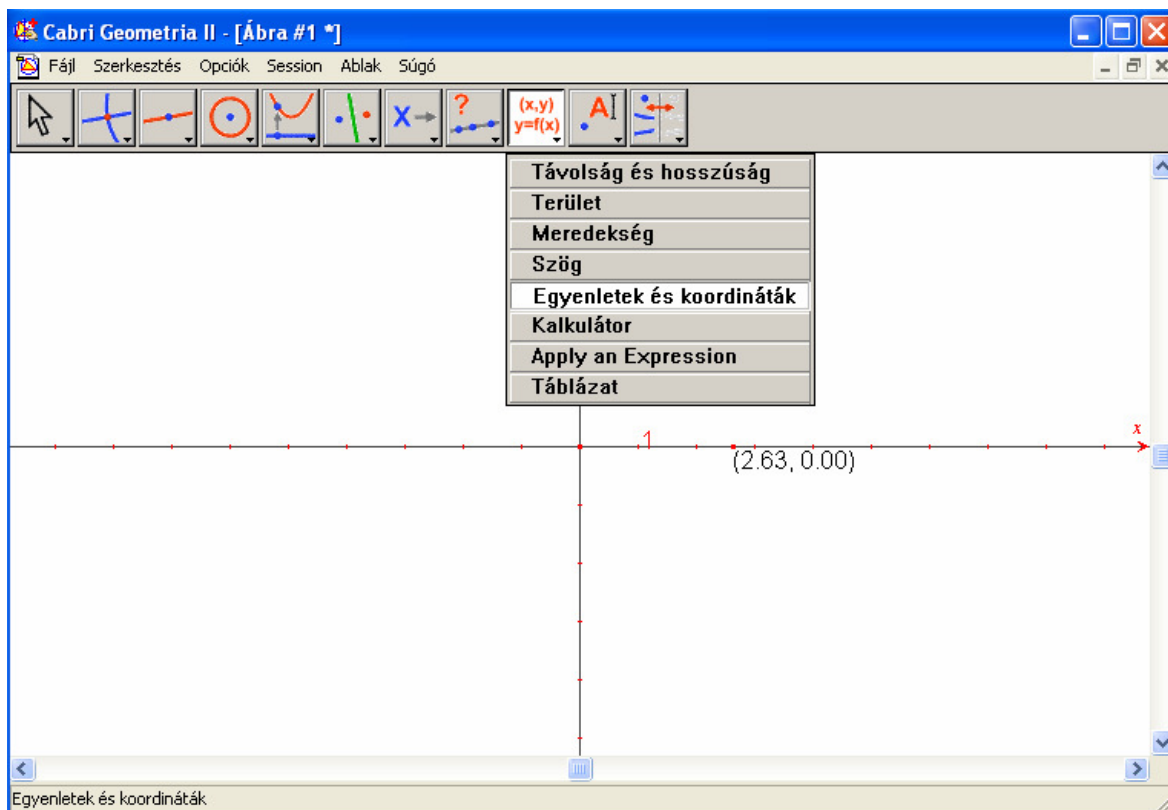 Cabri Geometria II - [Ábra #1 *]
Fájl Szerkesztés Opciók Session Ablak Súgó
? (x,y) A
X y=f(x)
Távolság és hosszúság
Terület
Meredekség
Szög
Egyenletek és koordináták
Kalkulátor
Apply an Expression
Táblázat
1 x
(2.63, 0.00)
Egyenletek és koordináták